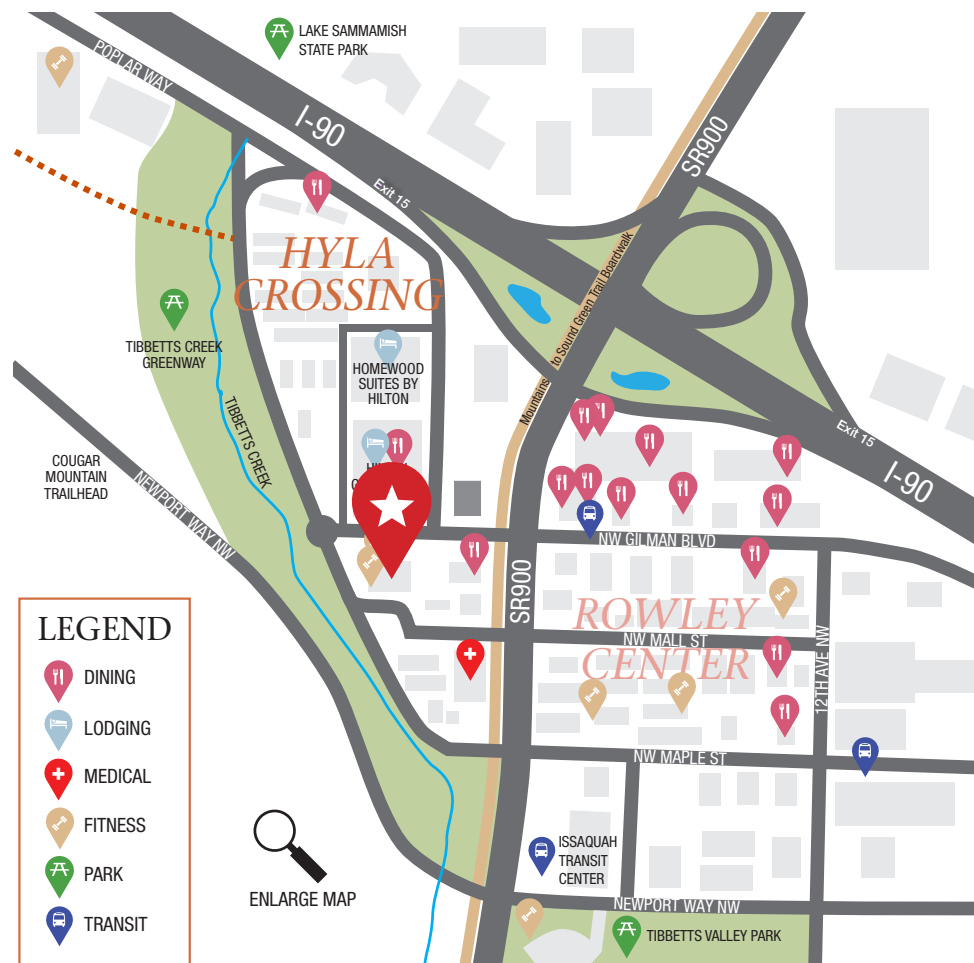 LAKE SAMMAMISH
STATE PARK
POPLAR WAY
I-90
SR900
Exit 15
HYLA
CROSSING
Mountains to Sound Green Trail Boardwalk
TIBBETTS CREEK
GREENWAY
HOMEWOOD
SUITES BY
HILTON
TIBBETTS CREEK
Exit 15
I-90
COUGAR
MOUNTAIN
TRAILHEAD
NEWPORT WAY NW
NW GILMAN BLVD
SR900
ROWLEY
CENTER
NW MALL ST
12TH AVE NW
LEGEND
DINING
LODGING
MEDICAL
FITNESS
PARK
TRANSIT
NW MAPLE ST
ENLARGE MAP
ISSAQUAH
TRANSIT
CENTER
NEWPORT WAY NW
TIBBETTS VALLEY PARK